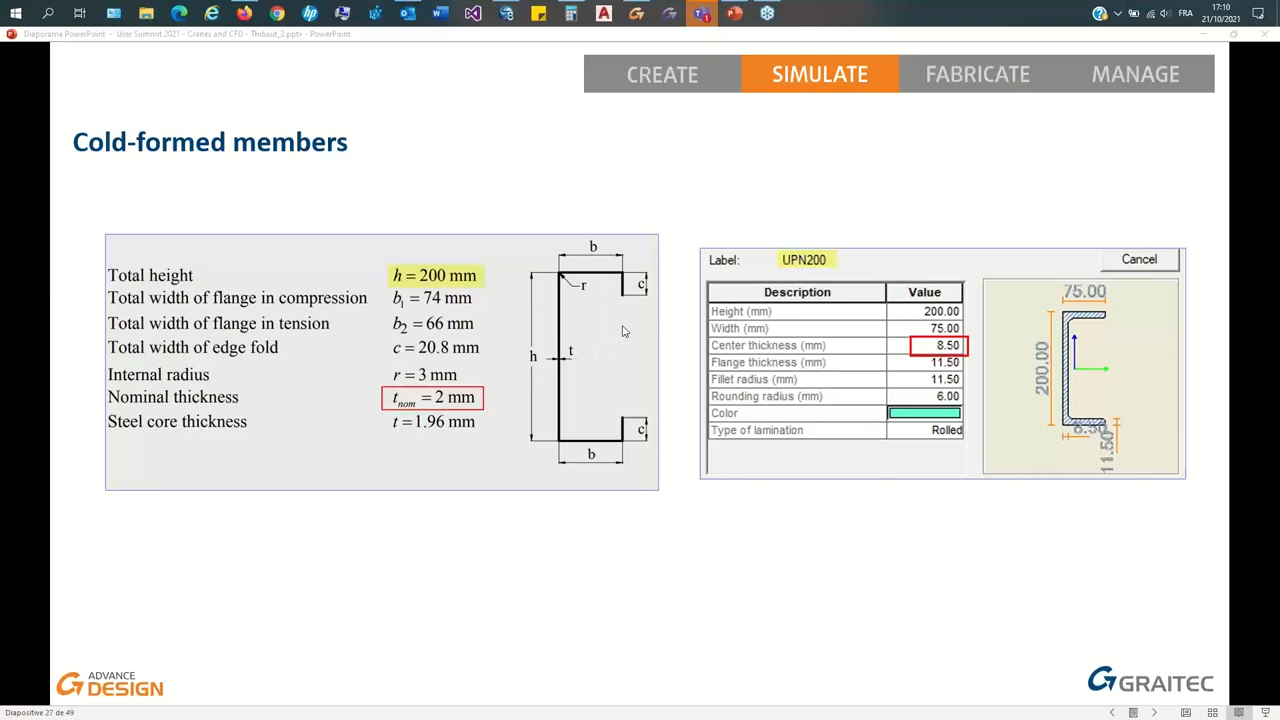 17:10
FRA
21/10/2021
Diaporama PowerPoint - User Summit 2021 - Cranes and CFD - Thibaut_2.pptx - PowerPoint
CREATE SIMULATE FABRICATE MANAGE
Cold-formed members
Total height h = 200 mm
Total width of flange in compression b1 = 74 mm
Total width of flange in tension b2 = 66 mm
Total width of edge fold c = 20.8 mm
Internal radius r = 3 mm
Nominal thickness tnom = 2 mm
Steel core thickness t = 1.96 mm
b
c
r
h
t
c
b
Label: UPN200 Cancel
Description Value
Height (mm) 200.00
Width (mm) 75.00
Center thickness (mm) 8.50
Flange thickness (mm) 11.50
Fillet radius (mm) 11.50
Rounding radius (mm) 6.00
Color
Type of lamination Rolled
75.00
200.00
8.50
11.50
ADVANCE
DESIGN
GRAITEC
Diapositive 27 de 49